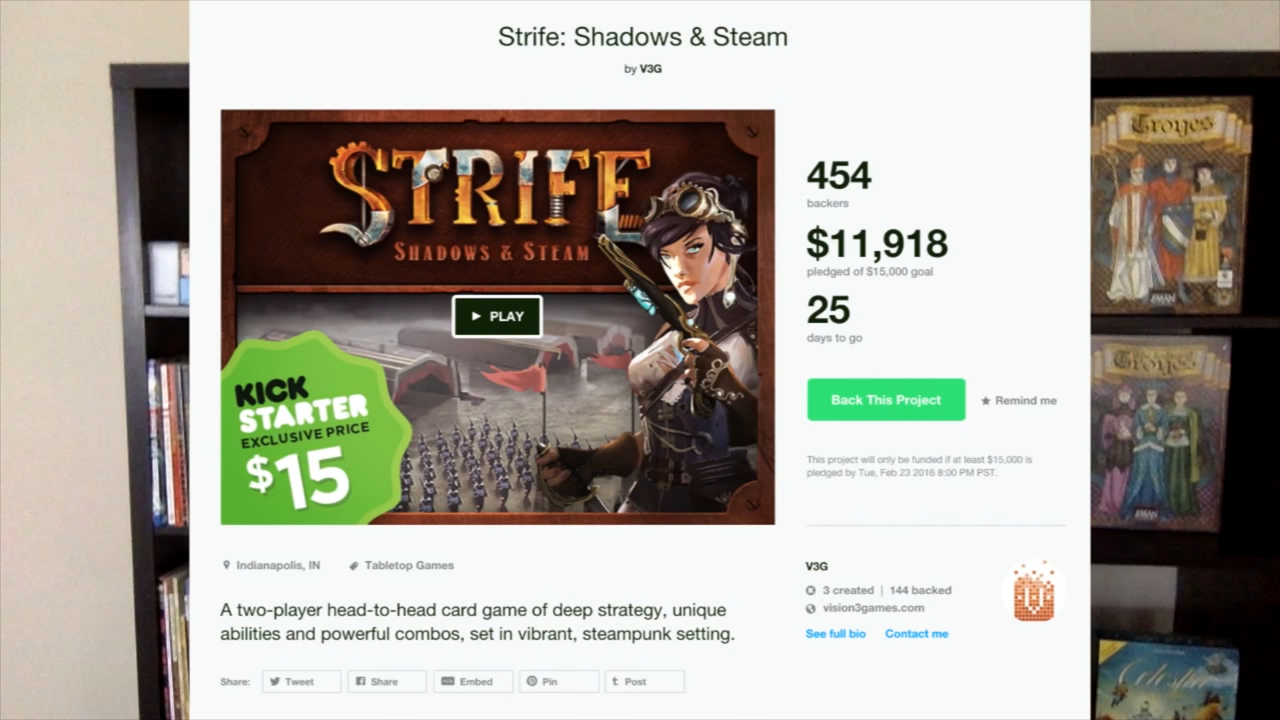 Strife: Shadows & Steam
by V3G
STRIFE
SHADOWS & STEAM
PLAY
KICK
STARTER
EXCLUSIVE PRICE
$15
454
backers
$11,918
pledged of $15,000 goal
25
days to go
Back This Project
Remind me
This project will only be funded if at least $15,000 is
pledged by Tue, Feb 23 2016 8:00 PM PST.
Indianapolis, IN
Tabletop Games
A two-player head-to-head card game of deep strategy, unique
abilities and powerful combos, set in vibrant, steampunk setting.
Share:
Tweet
Share
Embed
Pin
Post
V3G
3 created | 144 backed
vision3games.com
See full bio
Contact me
Troyes
ZMAN
Troyes
ZMAN
Celestia